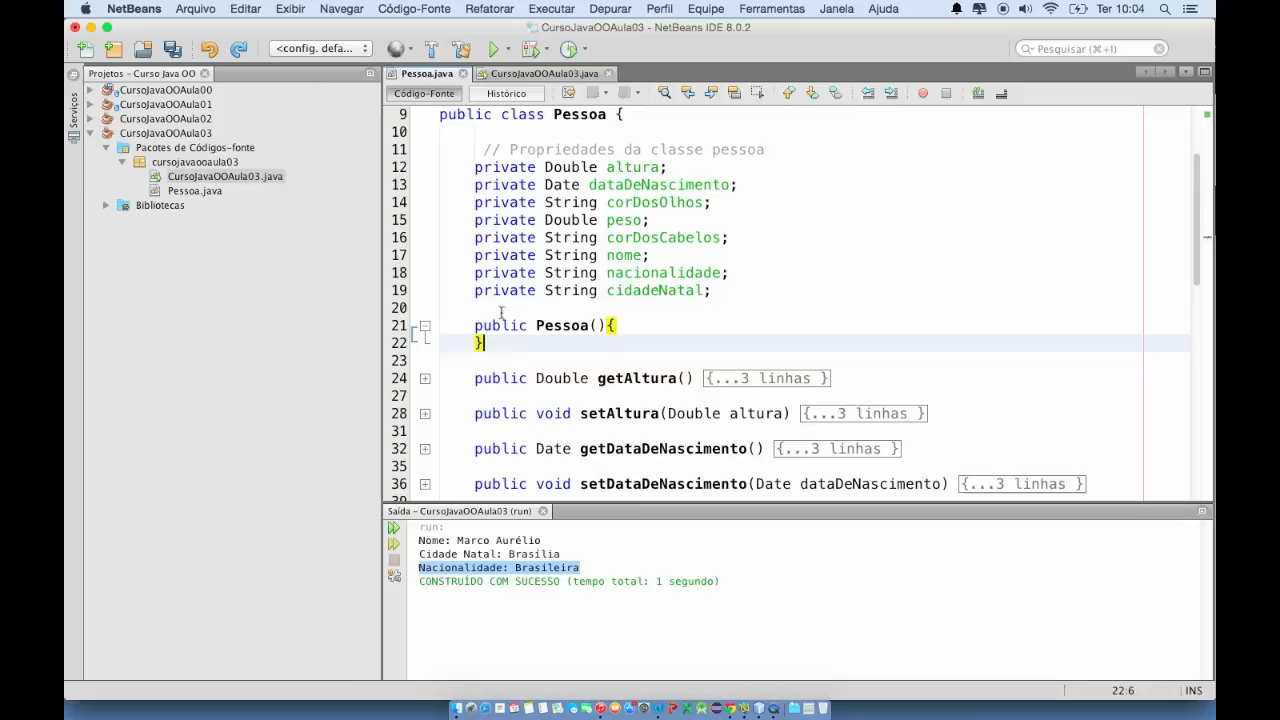 NetBeans Arquivo Editar Exibir Navegar Código-Fonte Refatorar Executar Depurar Perfil Equipe Ferramentas Janela Ajuda Ter 10:04
CursoJavaOOAula03 - NetBeans IDE 8.0.2
<config. defa... Pesquisar (⌘+I)
Projetos – Curso Java OO
Pessoa.java CursoJavaOOAula03.java
Serviços
Código-Fonte Histórico
CursoJavaOOAula00
CursoJavaOOAula01
CursoJavaOOAula02
CursoJavaOOAula03
Pacotes de Códigos-fonte
cursojavaooaula03
CursoJavaOOAula03.java
Pessoa.java
Bibliotecas
9 public class Pessoa {
10
11 // Propriedades da classe pessoa
12 private Double altura;
13 private Date dataDeNascimento;
14 private String corDosOlhos;
15 private Double peso;
16 private String corDosCabelos;
17 private String nome;
18 private String nacionalidade;
19 private String cidadeNatal;
20
21 public Pessoa(){
22 }
23
24 public Double getAltura() {...3 linhas }
27
28 public void setAltura(Double altura) {...3 linhas }
31
32 public Date getDataDeNascimento() {...3 linhas }
35
36 public void setDataDeNascimento(Date dataDeNascimento) {...3 linhas }
39
Saída – CursoJavaOOAula03 (run)
run:
Nome: Marco Aurélio
Cidade Natal: Brasília
Nacionalidade: Brasileira
CONSTRUÍDO COM SUCESSO (tempo total: 1 segundo)
22:6 INS